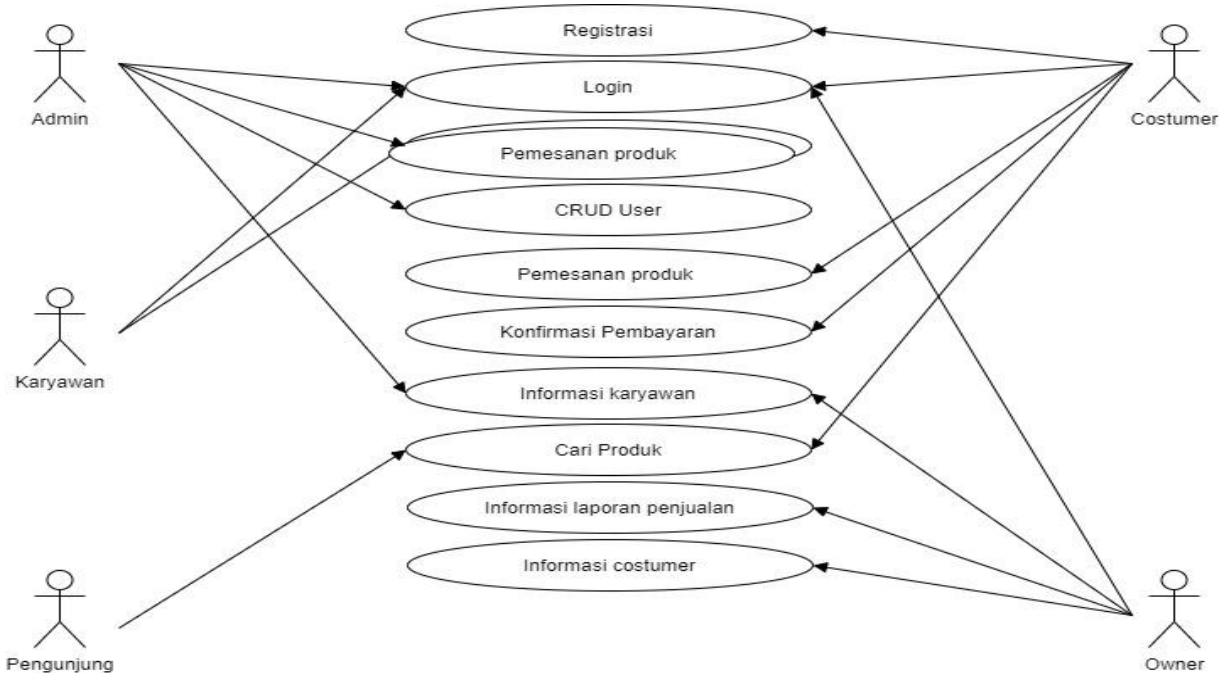 Registrasi
Login
Admin
Costumer
Pemesanan produk
CRUD User
Pemesanan produk
Konfirmasi Pembayaran
Karyawan
Informasi karyawan
Cari Produk
Informasi laporan penjualan
Informasi costumer
Pengunjung
Owner